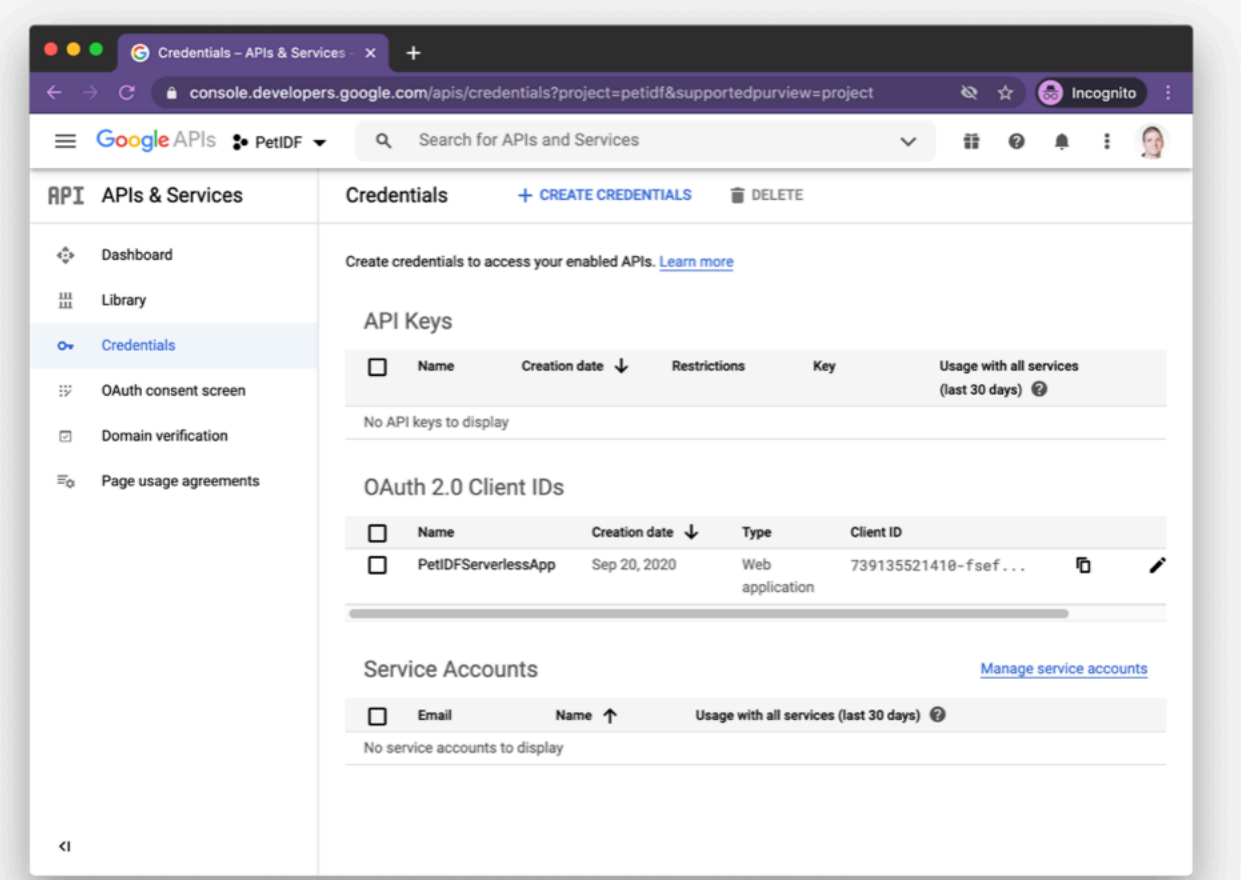 Credentials – APIs & Services –
console.developers.google.com/apis/credentials?project=petidf&supportedpurview=project
Incognito
Google APIs
PetIDF
Search for APIs and Services
API APIs & Services
Credentials
+ CREATE CREDENTIALS
DELETE
Dashboard
Library
Credentials
OAuth consent screen
Domain verification
Page usage agreements
Create credentials to access your enabled APIs. Learn more
API Keys
Name Creation date Restrictions Key Usage with all services
(last 30 days)
No API keys to display
OAuth 2.0 Client IDs
Name Creation date Type Client ID
PetIDFServerlessApp Sep 20, 2020 Web 739135521410-fsef...
application
Service Accounts
Manage service accounts
Email Name Usage with all services (last 30 days)
No service accounts to display